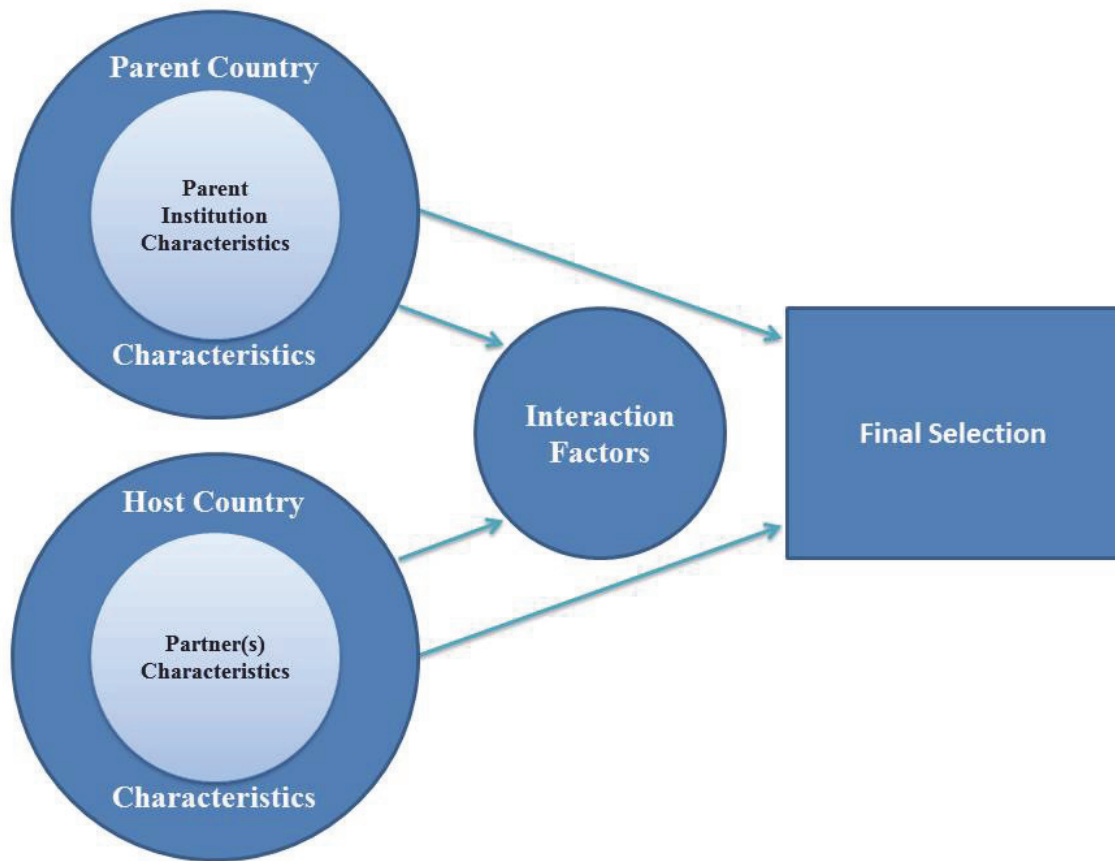 Parent Country
Parent
Institution
Characteristics
Characteristics
Interaction
Factors
Final Selection
Host Country
Partner(s)
Characteristics
Characteristics